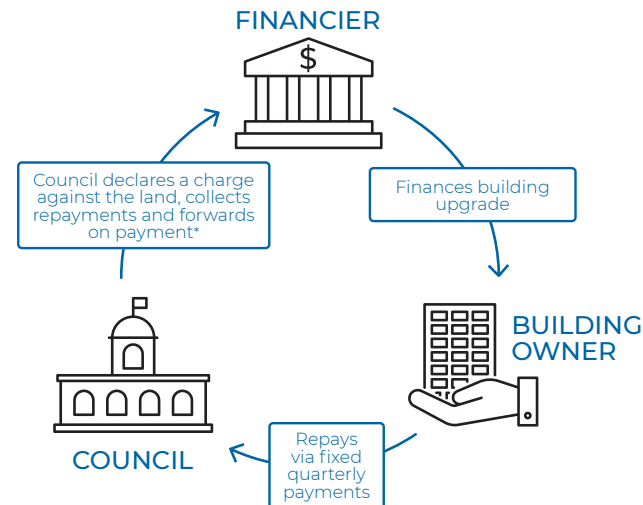 FINANCIER
$
Council declares a charge
against the land, collects
repayments and forwards
on payment*
Finances building
upgrade
BUILDING
OWNER
COUNCIL
Repays
via fixed
quarterly
payments